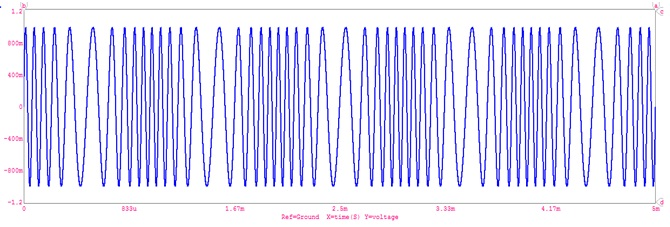 b
a
1.2
800m
400m
0
-400m
-800m
-1.2
c
d
0
833u
1.67m
2.5m
3.33m
4.17m
5m
Ref=Ground X=time(S) Y=voltage